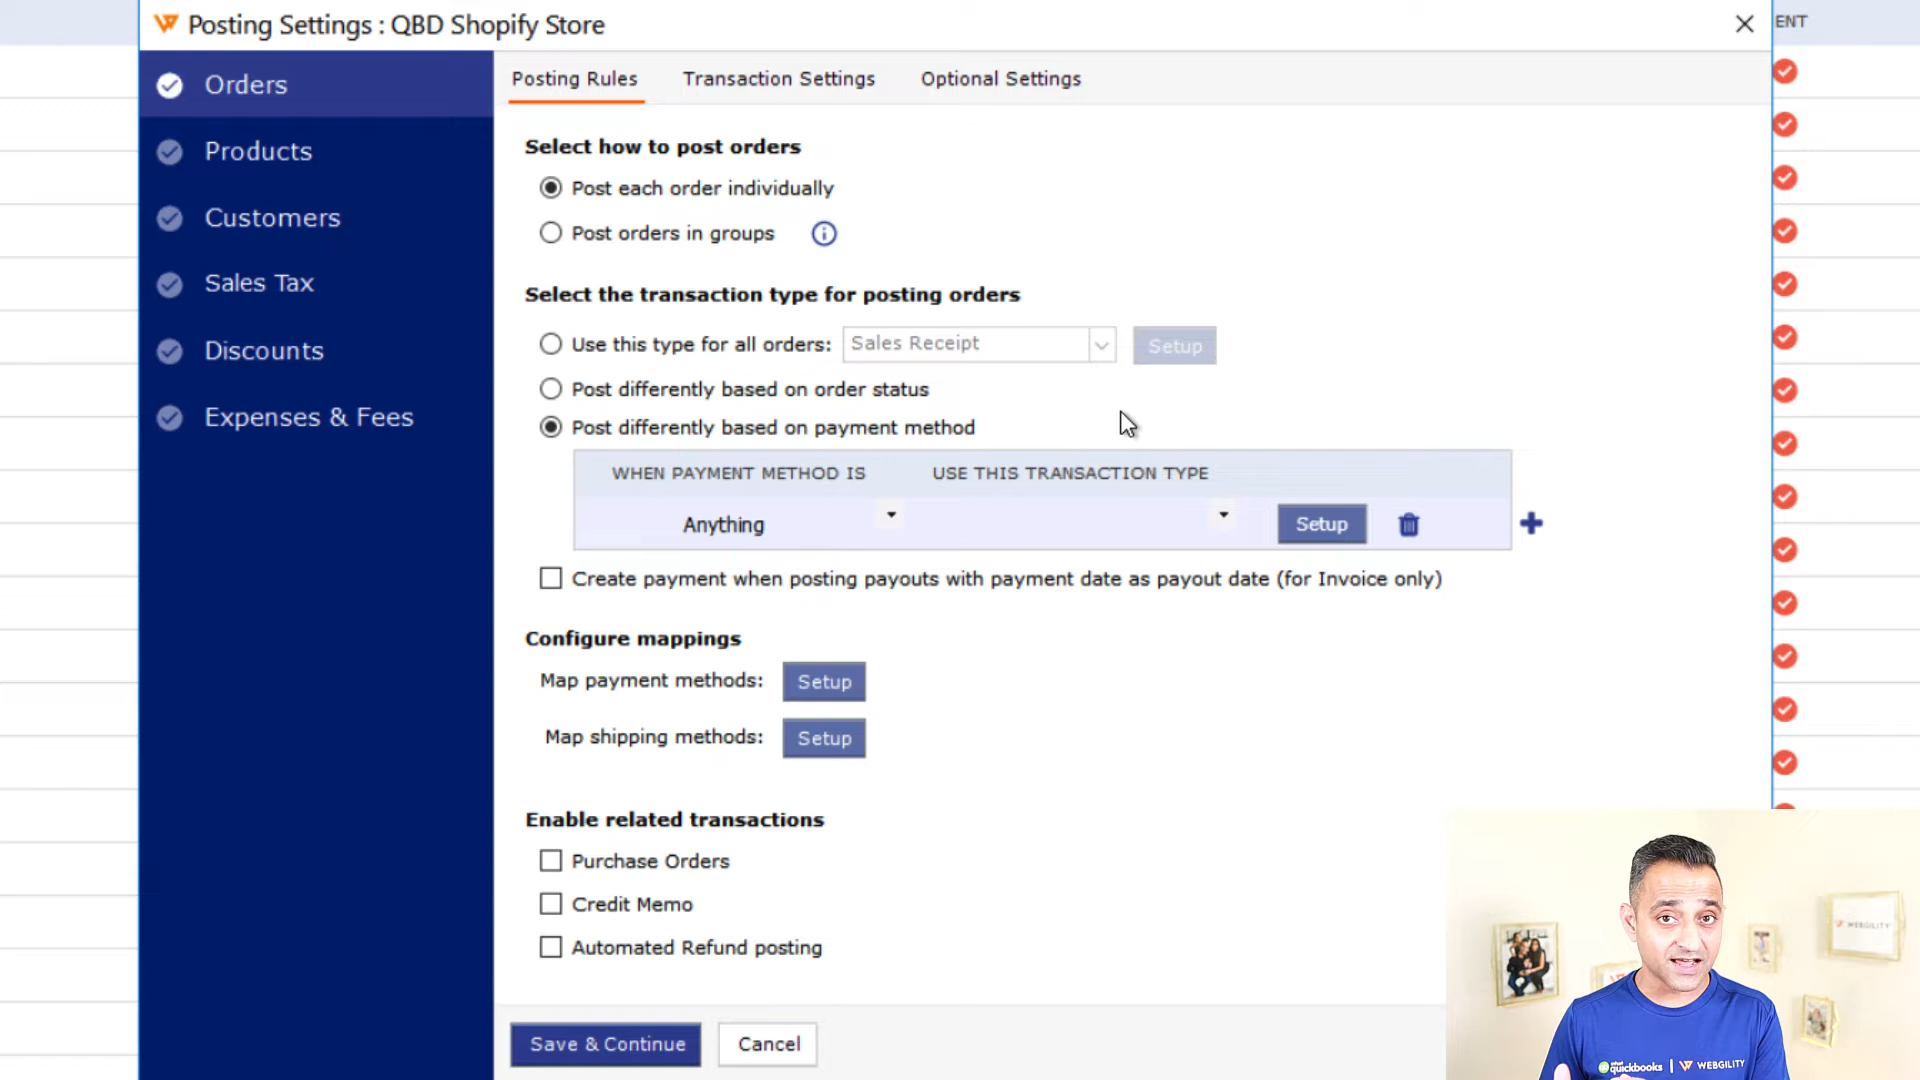 Posting Settings : QBD Shopify Store
ENT
Orders
Products
Customers
Sales Tax
Discounts
Expenses & Fees
Posting Rules Transaction Settings Optional Settings
Select how to post orders
Post each order individually
Post orders in groups
Select the transaction type for posting orders
Use this type for all orders: Sales Receipt Setup
Post differently based on order status
Post differently based on payment method
WHEN PAYMENT METHOD IS USE THIS TRANSACTION TYPE
Anything Setup
Create payment when posting payouts with payment date as payout date (for Invoice only)
Configure mappings
Map payment methods: Setup
Map shipping methods: Setup
Enable related transactions
Purchase Orders
Credit Memo
Automated Refund posting
Save & Continue Cancel
WEBGILITY
quickbooks | WEBGILITY